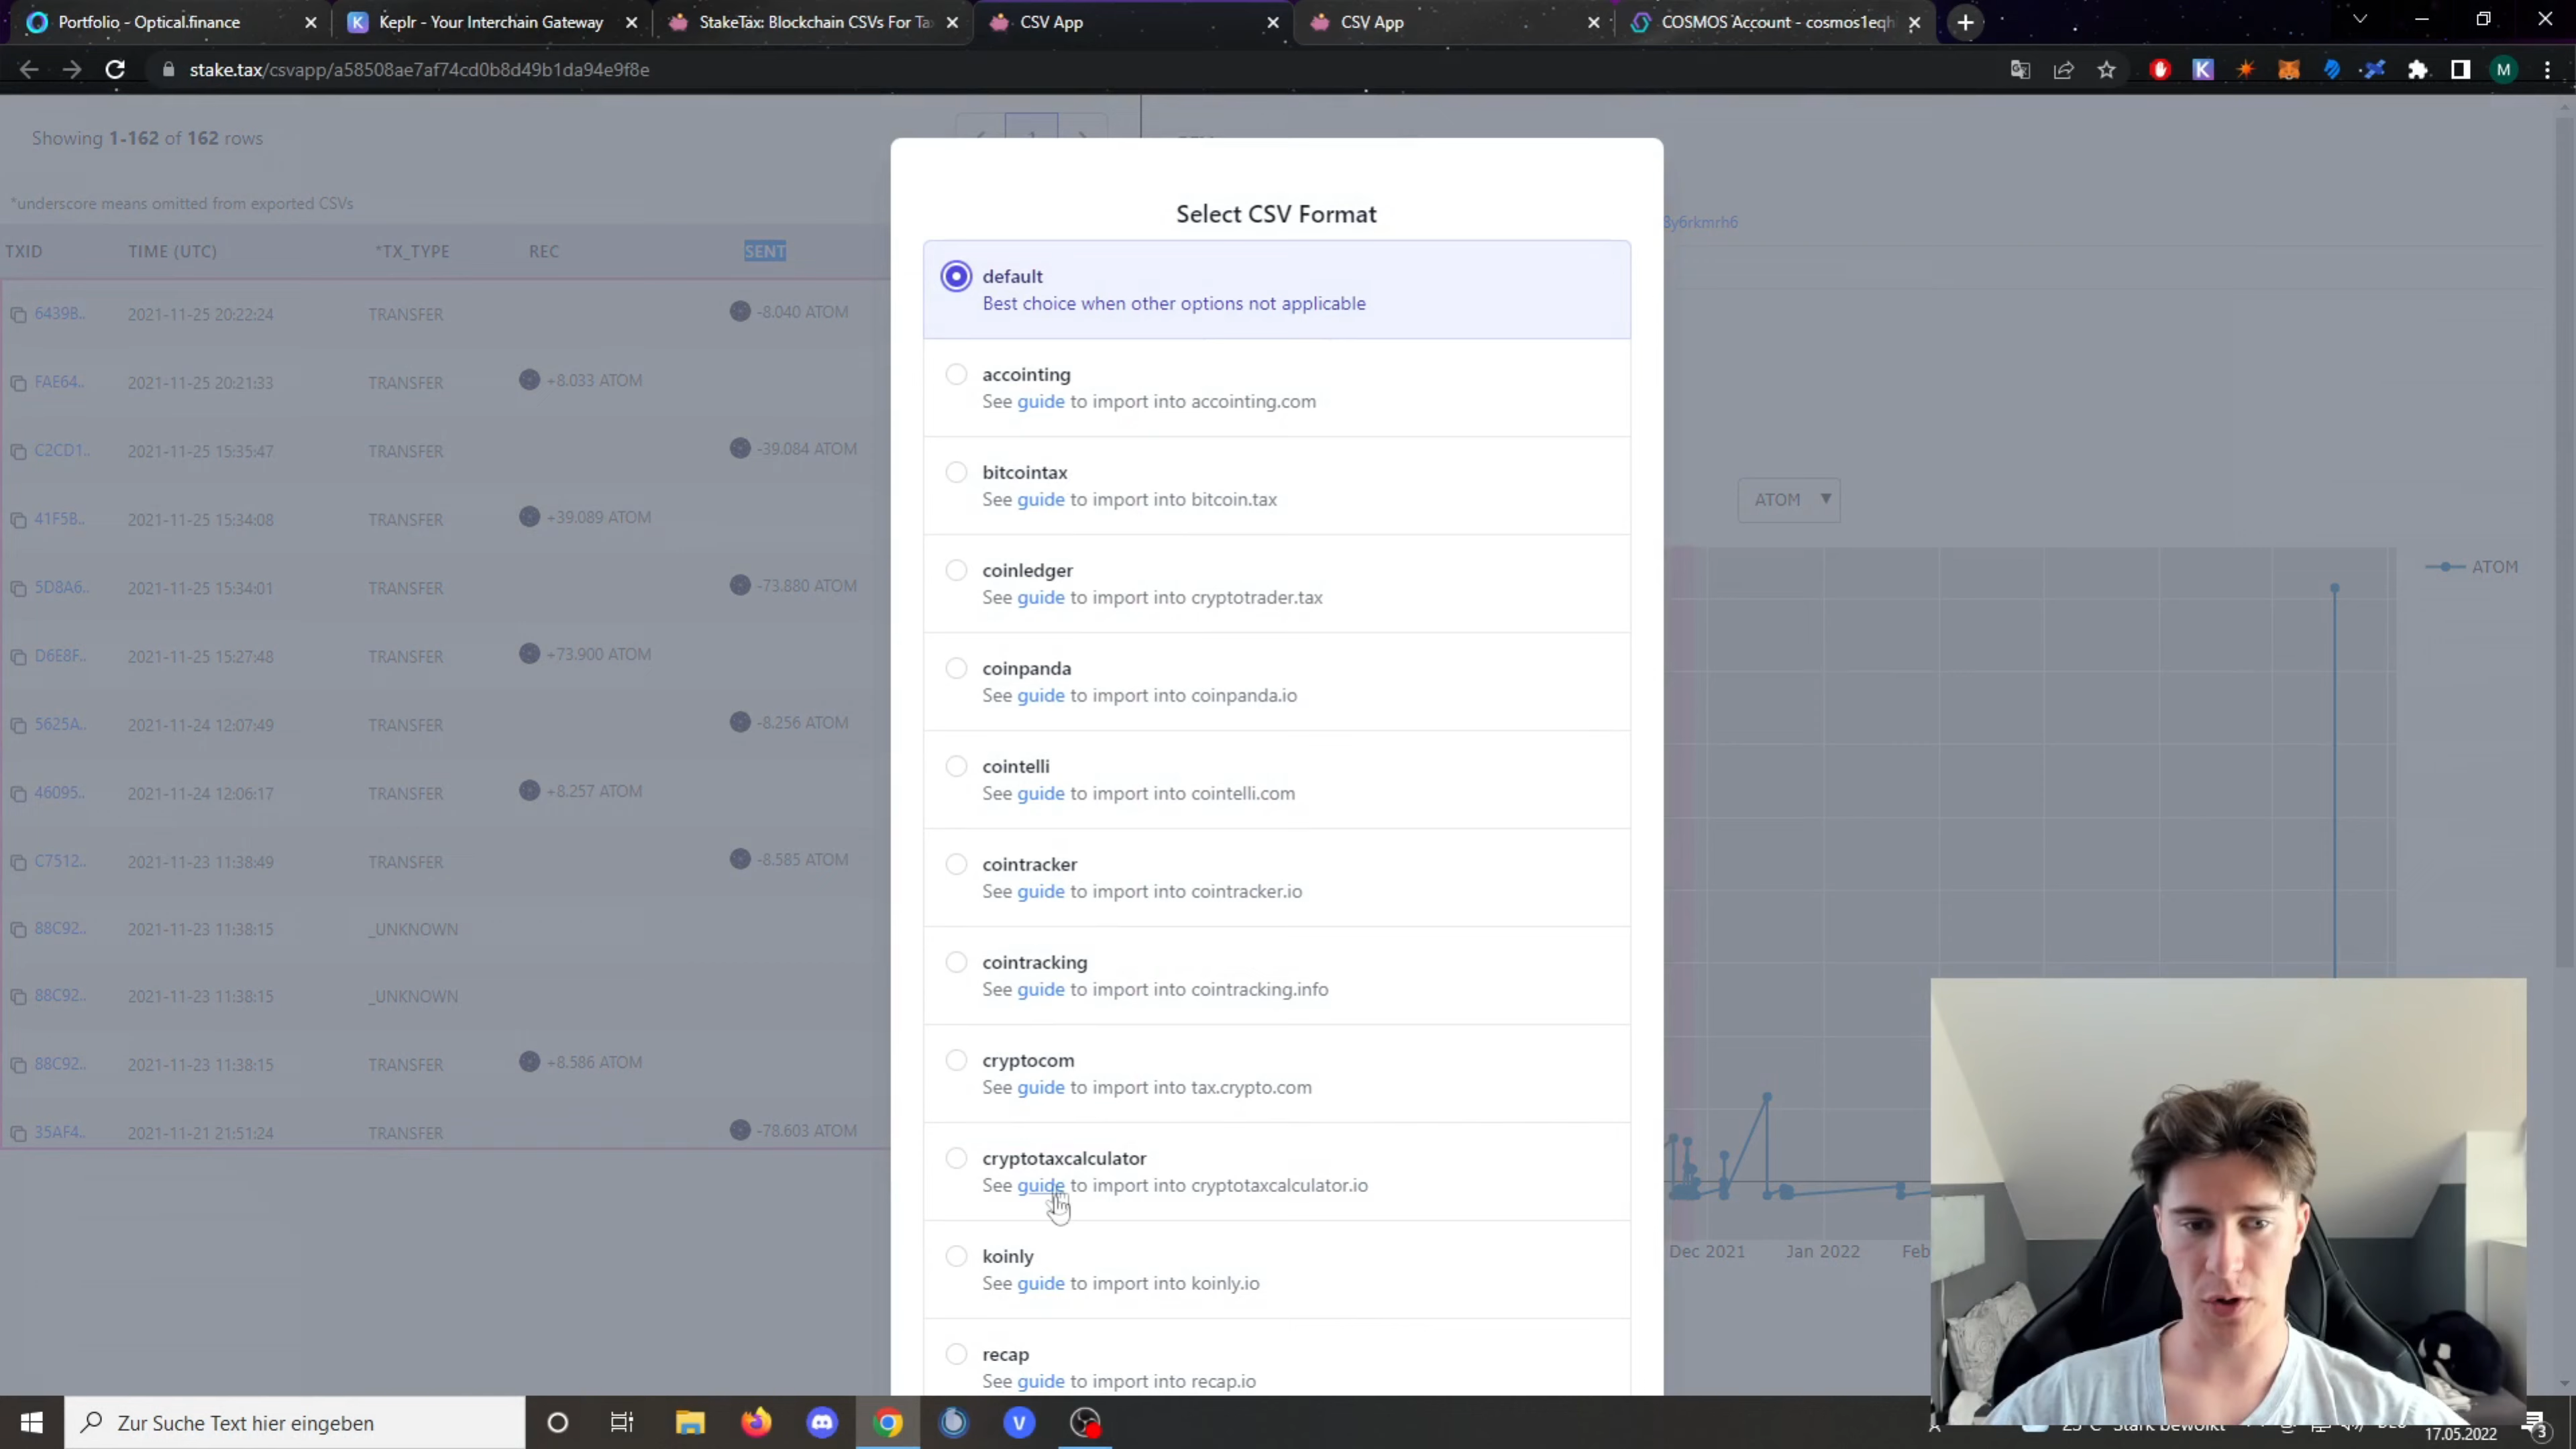 Portfolio - Optical.finance
Keplr - Your Interchain Gateway
StakeTax: Blockchain CSVs For Ta
CSV App
CSV App
COSMOS Account - cosmos1eqh
stake.tax/csvapp/a58508ae7af74cd0b8d49b1da94e9f8e
M
Showing 1-162 of 162 rows
*underscore means omitted from exported CSVs
8y6rkmrh6
TXID TIME (UTC) *TX_TYPE REC SENT
6439B.. 2021-11-25 20:22:24 TRANSFER -8.040 ATOM
FAE64.. 2021-11-25 20:21:33 TRANSFER +8.033 ATOM
C2CD1.. 2021-11-25 15:35:47 TRANSFER -39.084 ATOM
41F5B.. 2021-11-25 15:34:08 TRANSFER +39.089 ATOM
5D8A6.. 2021-11-25 15:34:01 TRANSFER -73.880 ATOM
D6E8F.. 2021-11-25 15:27:48 TRANSFER +73.900 ATOM
5625A.. 2021-11-24 12:07:49 TRANSFER -8.256 ATOM
46095.. 2021-11-24 12:06:17 TRANSFER +8.257 ATOM
C7512.. 2021-11-23 11:38:49 TRANSFER -8.585 ATOM
88C92.. 2021-11-23 11:38:15 _UNKNOWN
88C92.. 2021-11-23 11:38:15 _UNKNOWN
88C92.. 2021-11-23 11:38:15 TRANSFER +8.586 ATOM
35AF4.. 2021-11-21 21:51:24 TRANSFER -78.603 ATOM
Select CSV Format
default
Best choice when other options not applicable
accointing
See guide to import into accointing.com
bitcointax
See guide to import into bitcoin.tax
coinledger
See guide to import into cryptotrader.tax
coinpanda
See guide to import into coinpanda.io
cointelli
See guide to import into cointelli.com
cointracker
See guide to import into cointracker.io
cointracking
See guide to import into cointracking.info
cryptocom
See guide to import into tax.crypto.com
cryptotaxcalculator
See guide to import into cryptotaxcalculator.io
koinly
See guide to import into koinly.io
recap
See guide to import into recap.io
ATOM
ATOM
Dec 2021 Jan 2022 Feb
Zur Suche Text hier eingeben
17.05.2022
3